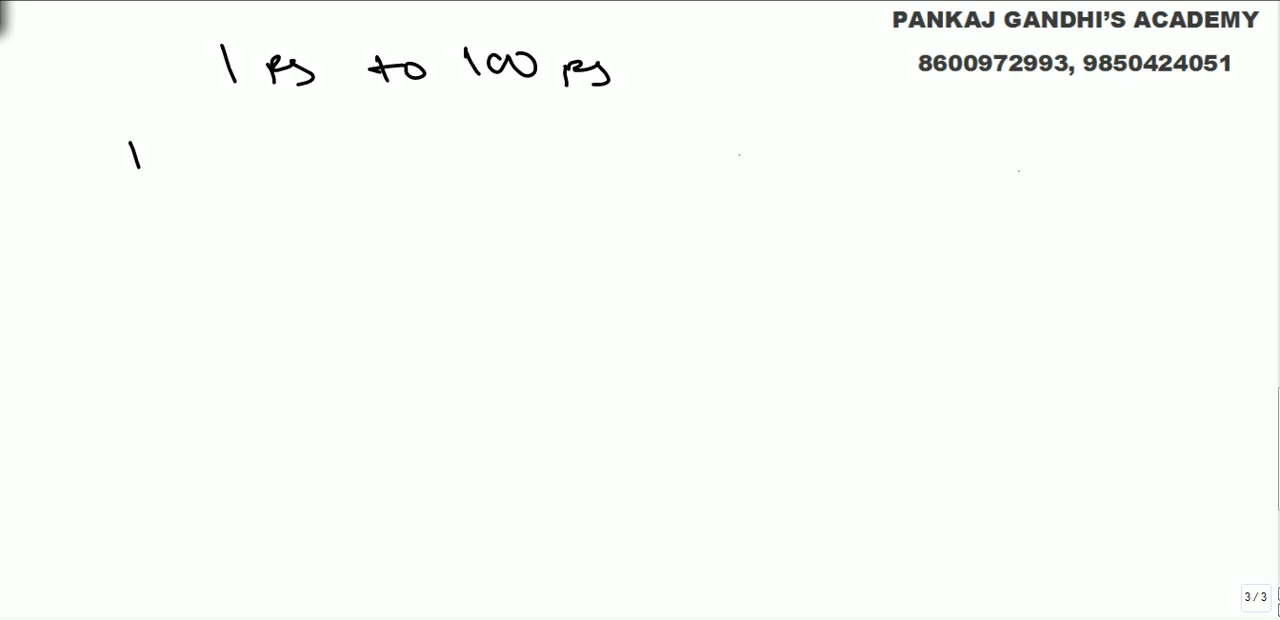 PANKAJ GANDHI'S ACADEMY
8600972993, 9850424051
1 Rs to 100 Rs
1
3 / 3